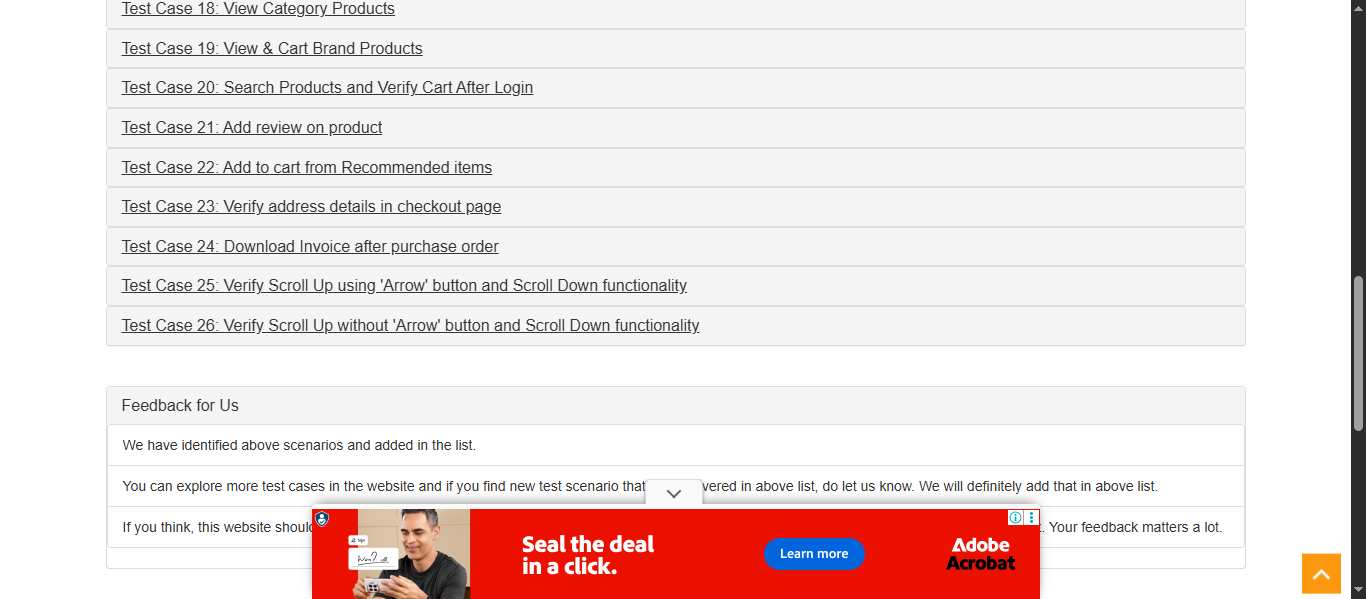 Test Case 18: View Category Products
Test Case 19: View & Cart Brand Products
Test Case 20: Search Products and Verify Cart After Login
Test Case 21: Add review on product
Test Case 22: Add to cart from Recommended items
Test Case 23: Verify address details in checkout page
Test Case 24: Download Invoice after purchase order
Test Case 25: Verify Scroll Up using 'Arrow' button and Scroll Down functionality
Test Case 26: Verify Scroll Up without 'Arrow' button and Scroll Down functionality
Feedback for Us
We have identified above scenarios and added in the list.
You can explore more test cases in the website and if you find new test scenario that vered in above list, do let us know. We will definitely add that in above list.
If you think, this website . Your feedback matters a lot.
Seal the deal
in a click.
Learn more
Adobe
Acrobat